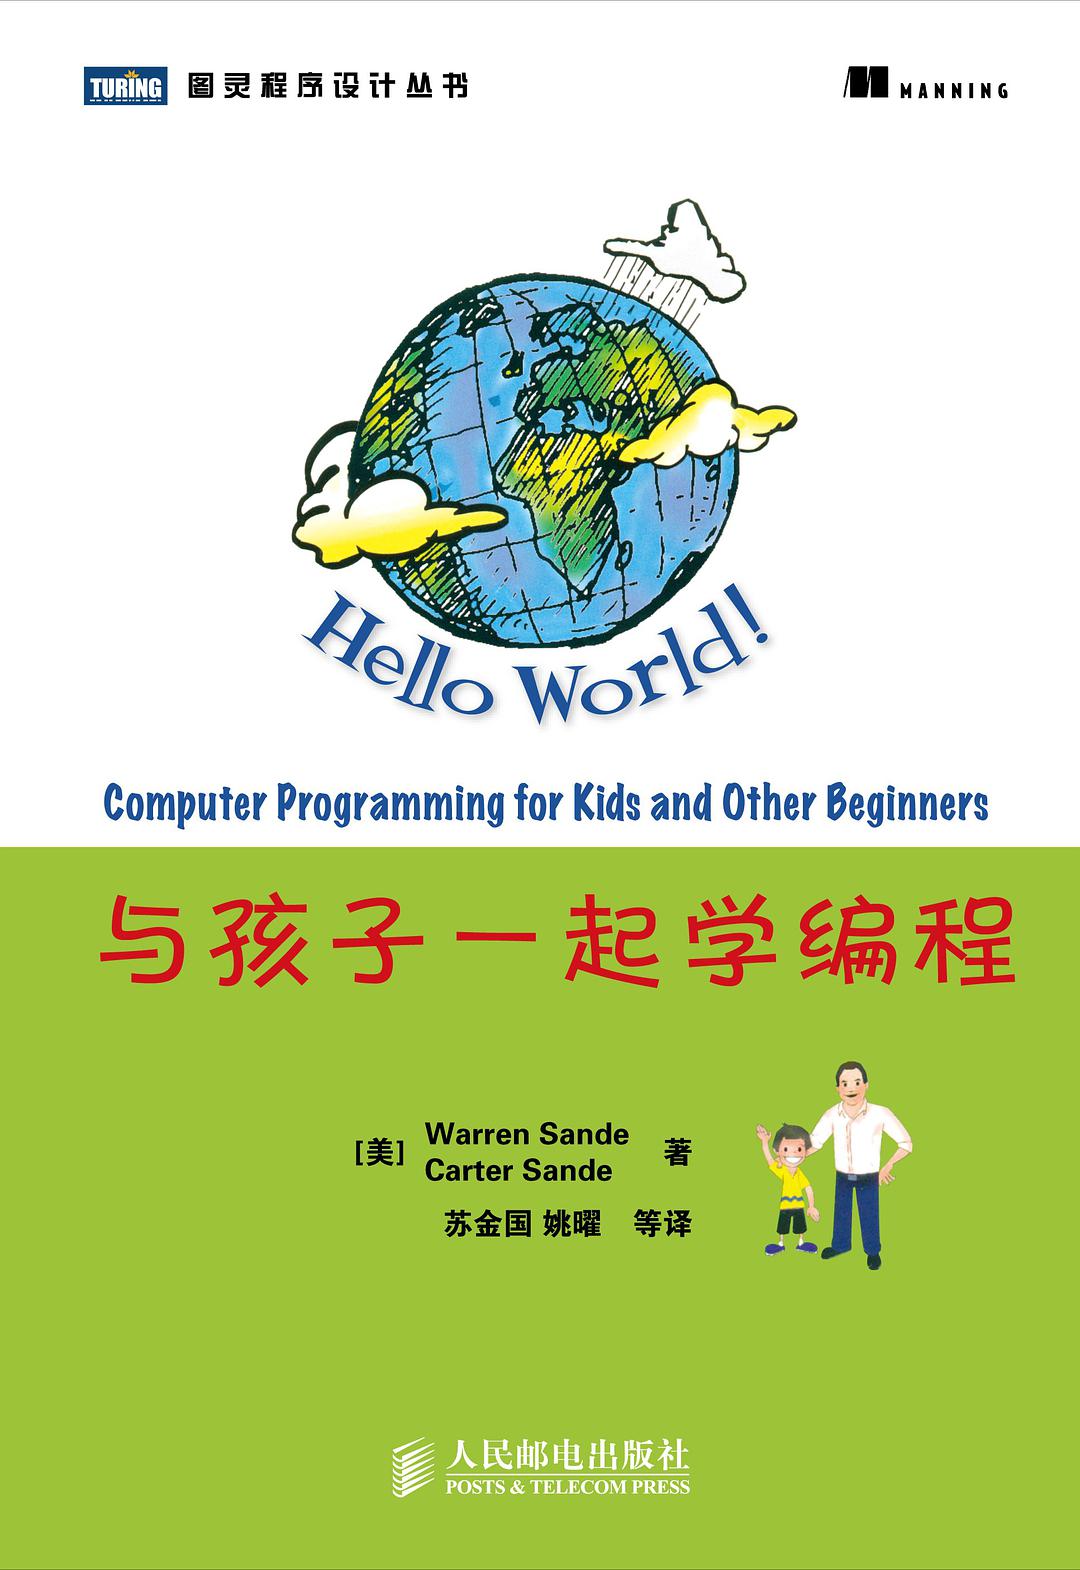 TURING 图灵程序设计丛书
MANNING
Hello World!
Computer Programming for Kids and Other Beginners
与孩子一起学编程
[美] Warren Sande
Carter Sande 著
苏金国 姚曜 等译
人民邮电出版社
POSTS & TELECOM PRESS